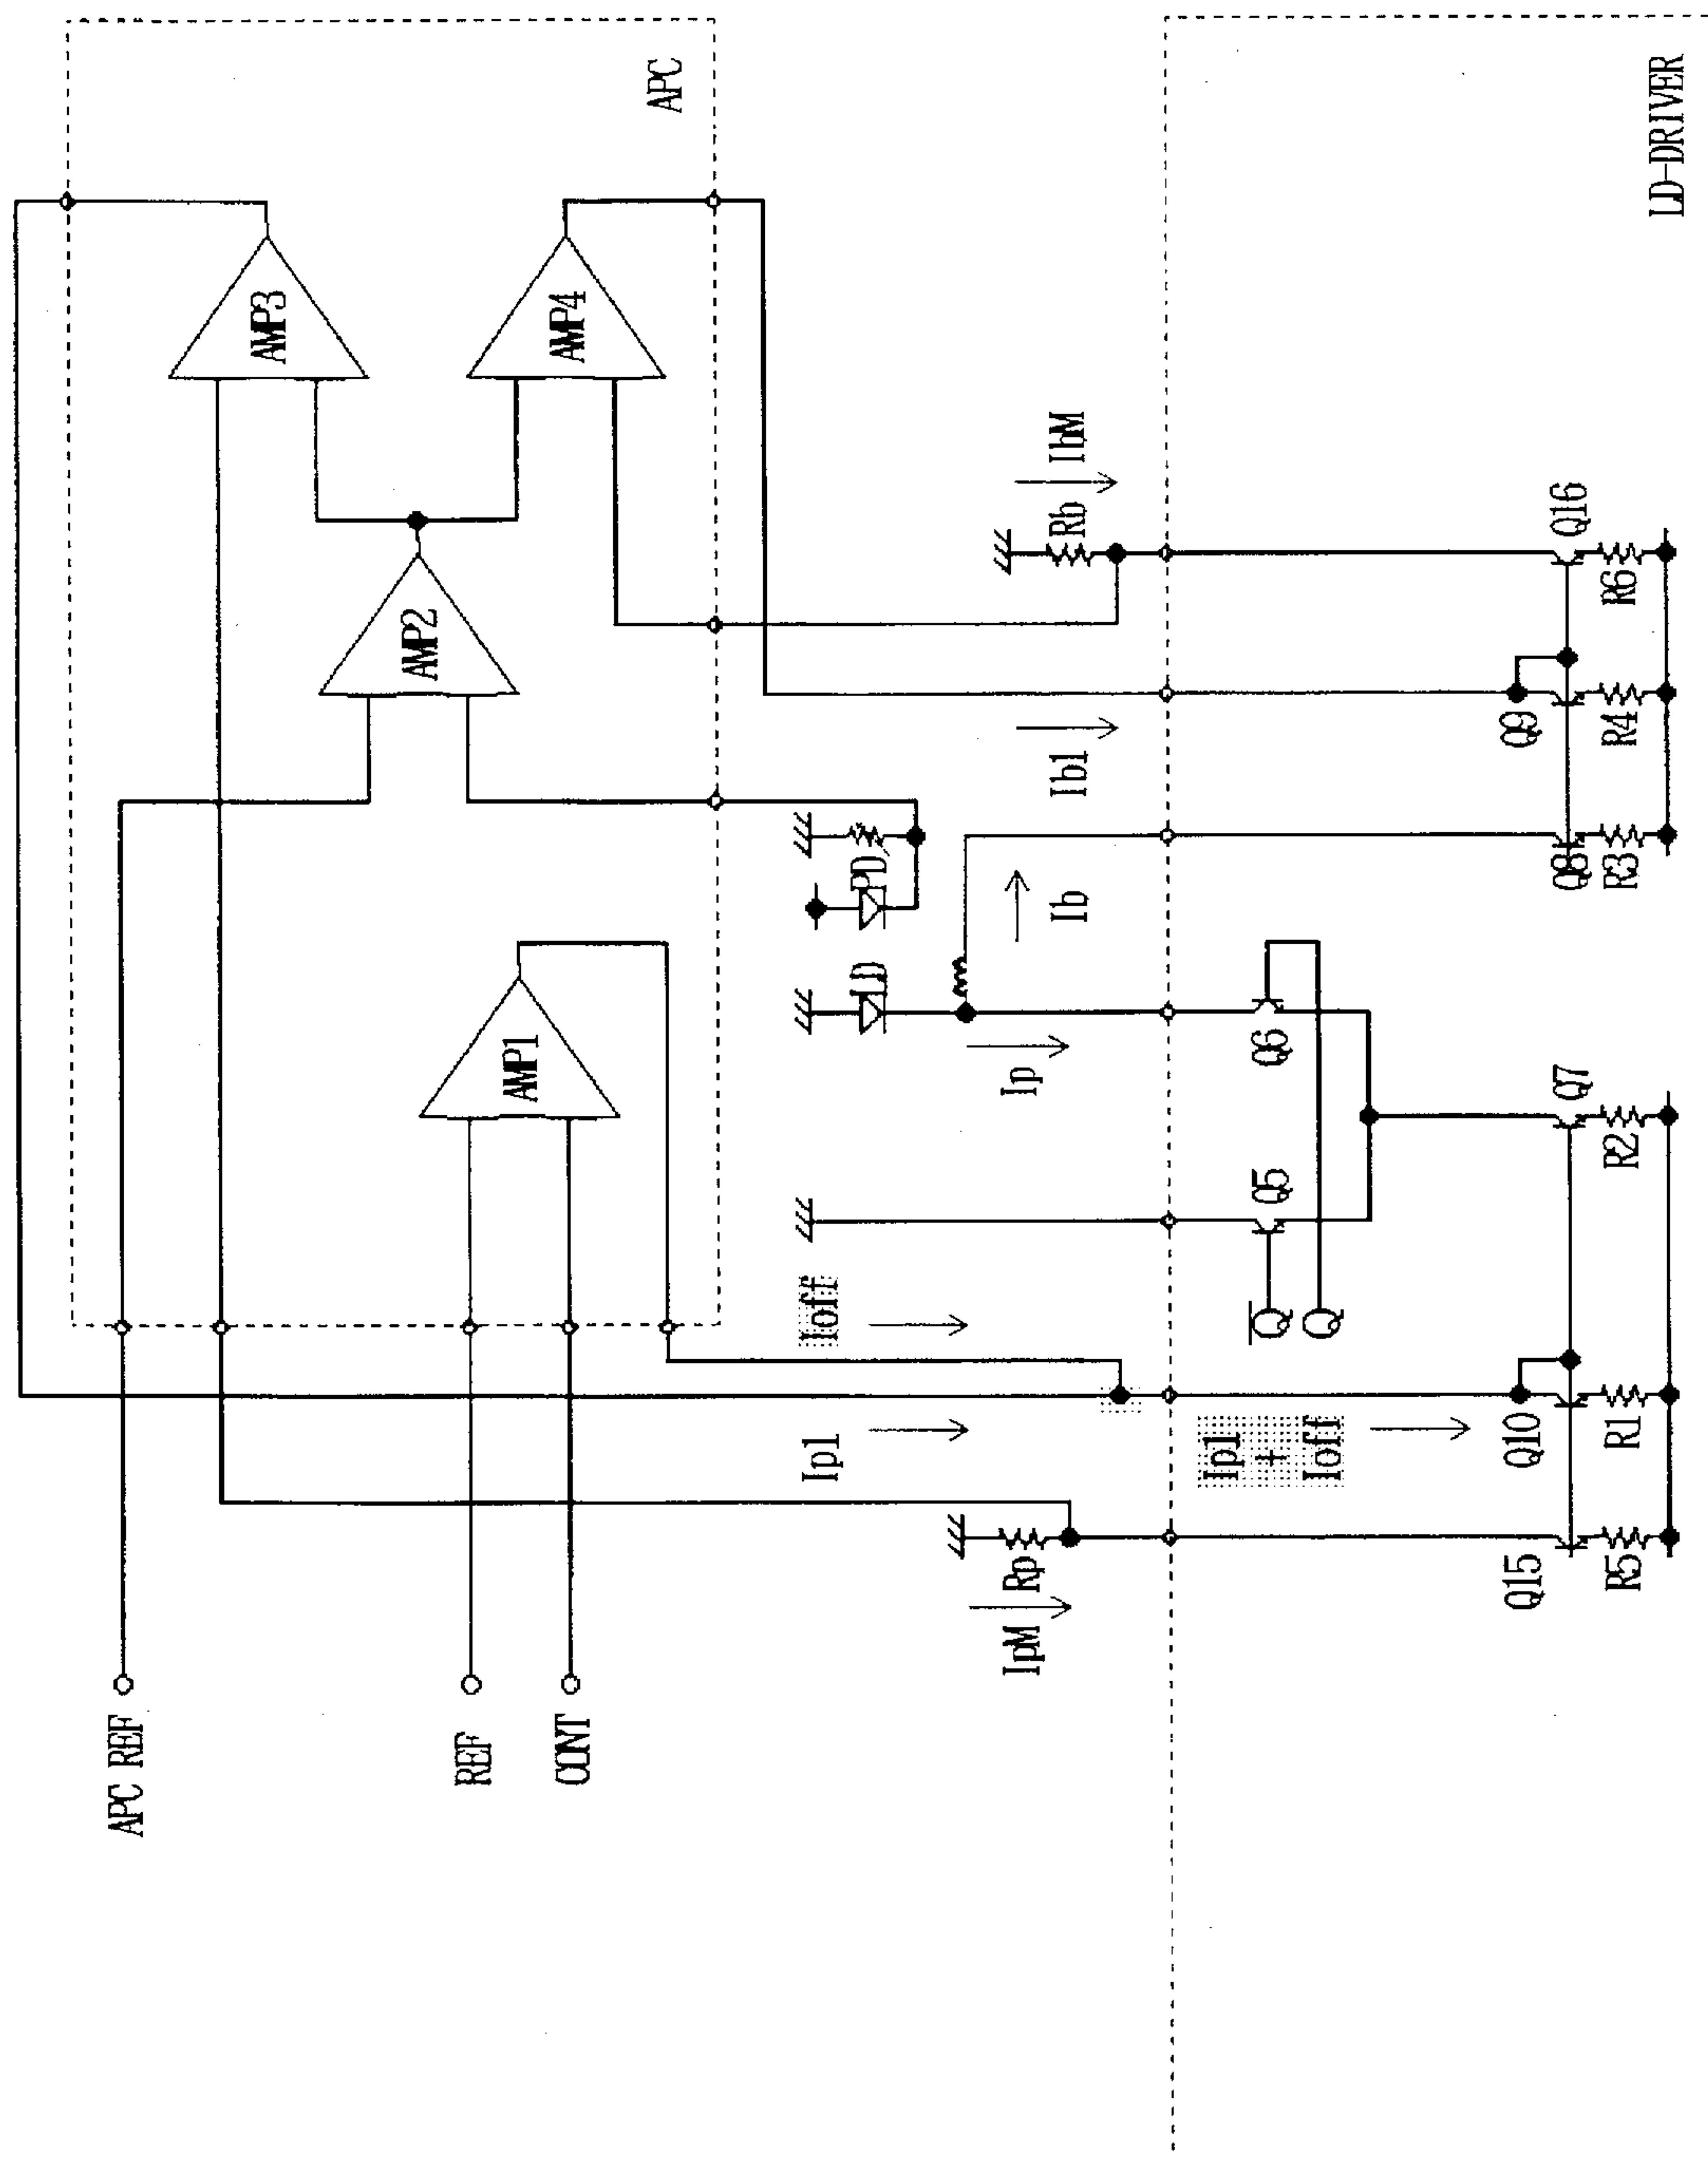 APC REF
REF
CONT
APC
AMP1
AMP2
AMP3
AMP4
IpM
Rp
Ip1
Ioff
Ip
LD
PD
Ib
Ib1
Rb
IbM
LD-DRIVER
Ip1
+
Ioff
Q
Q
Q5
Q6
Q15
Q10
Q7
Q8
Q9
Q16
R5
R1
R2
R3
R4
R6